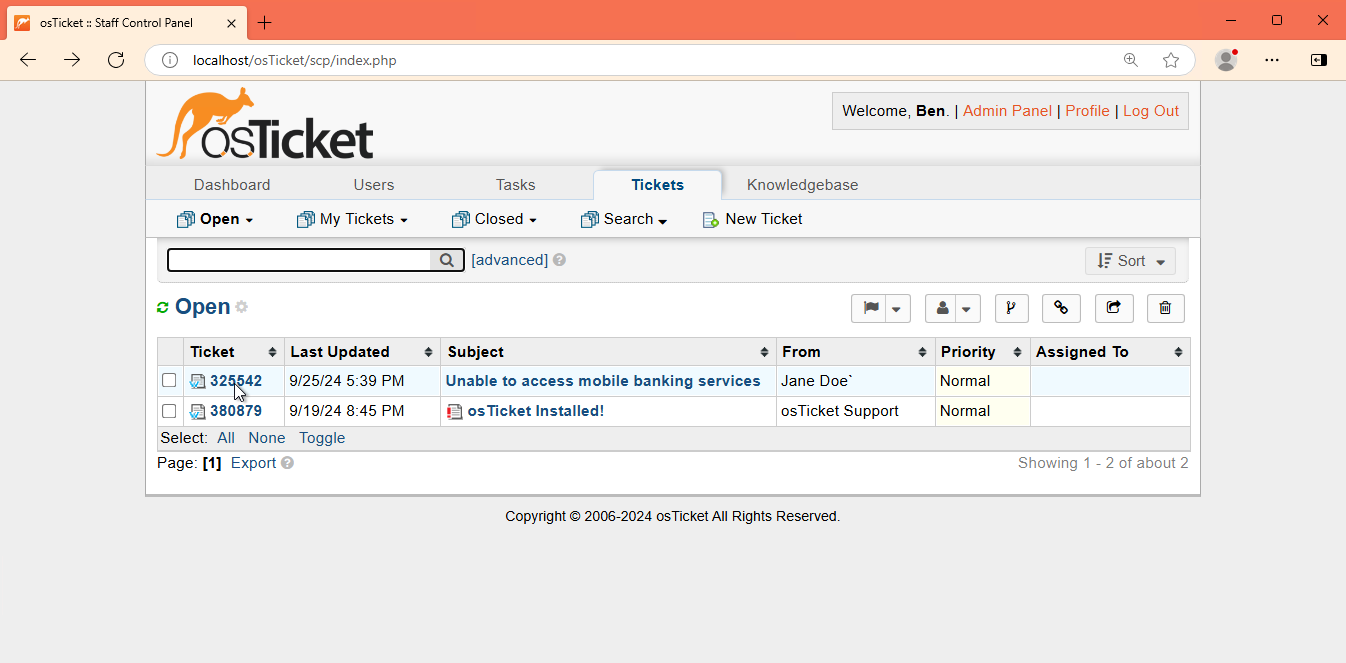 osTicket :: Staff Control Panel
localhost/osTicket/scp/index.php
osTicket
Welcome, Ben. | Admin Panel | Profile | Log Out
Dashboard Users Tasks Tickets Knowledgebase
Open My Tickets Closed Search New Ticket
[advanced] ? Sort
Open
Ticket Last Updated Subject From Priority Assigned To
325542 9/25/24 5:39 PM Unable to access mobile banking services Jane Doe` Normal
380879 9/19/24 8:45 PM osTicket Installed! osTicket Support Normal
Select: All None Toggle
Page: [1] Export ? Showing 1 - 2 of about 2
Copyright © 2006-2024 osTicket All Rights Reserved.